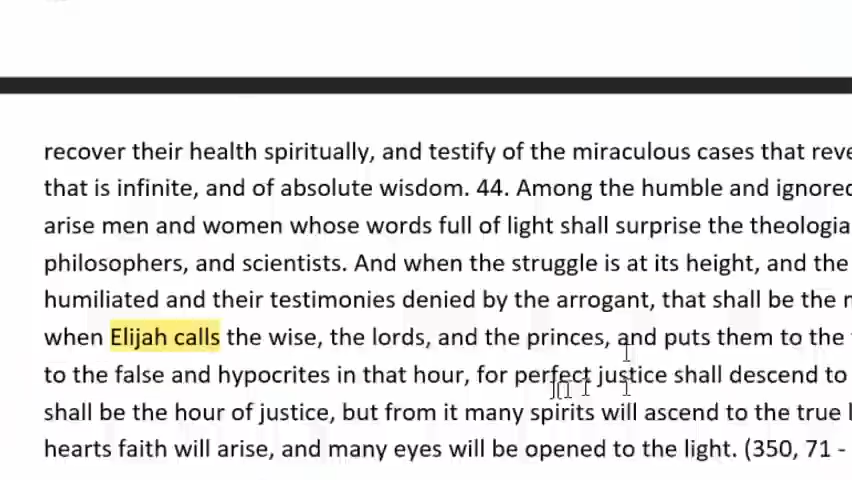 recover their health spiritually, and testify of the miraculous cases that
that is infinite, and of absolute wisdom. 44. Among the humble and
arise men and women whose words full of light shall surprise the
philosophers, and scientists. And when the struggle is at its height, and the
humiliated and their testimonies denied by the arrogant, that shall be the
when Elijah calls the wise, the lords, and the princes, and puts them to the
to the false and hypocrites in that hour, for perfect justice shall descend to
shall be the hour of justice, but from it many spirits will ascend to the true
hearts faith will arise, and many eyes will be opened to the light. (350, 71 -